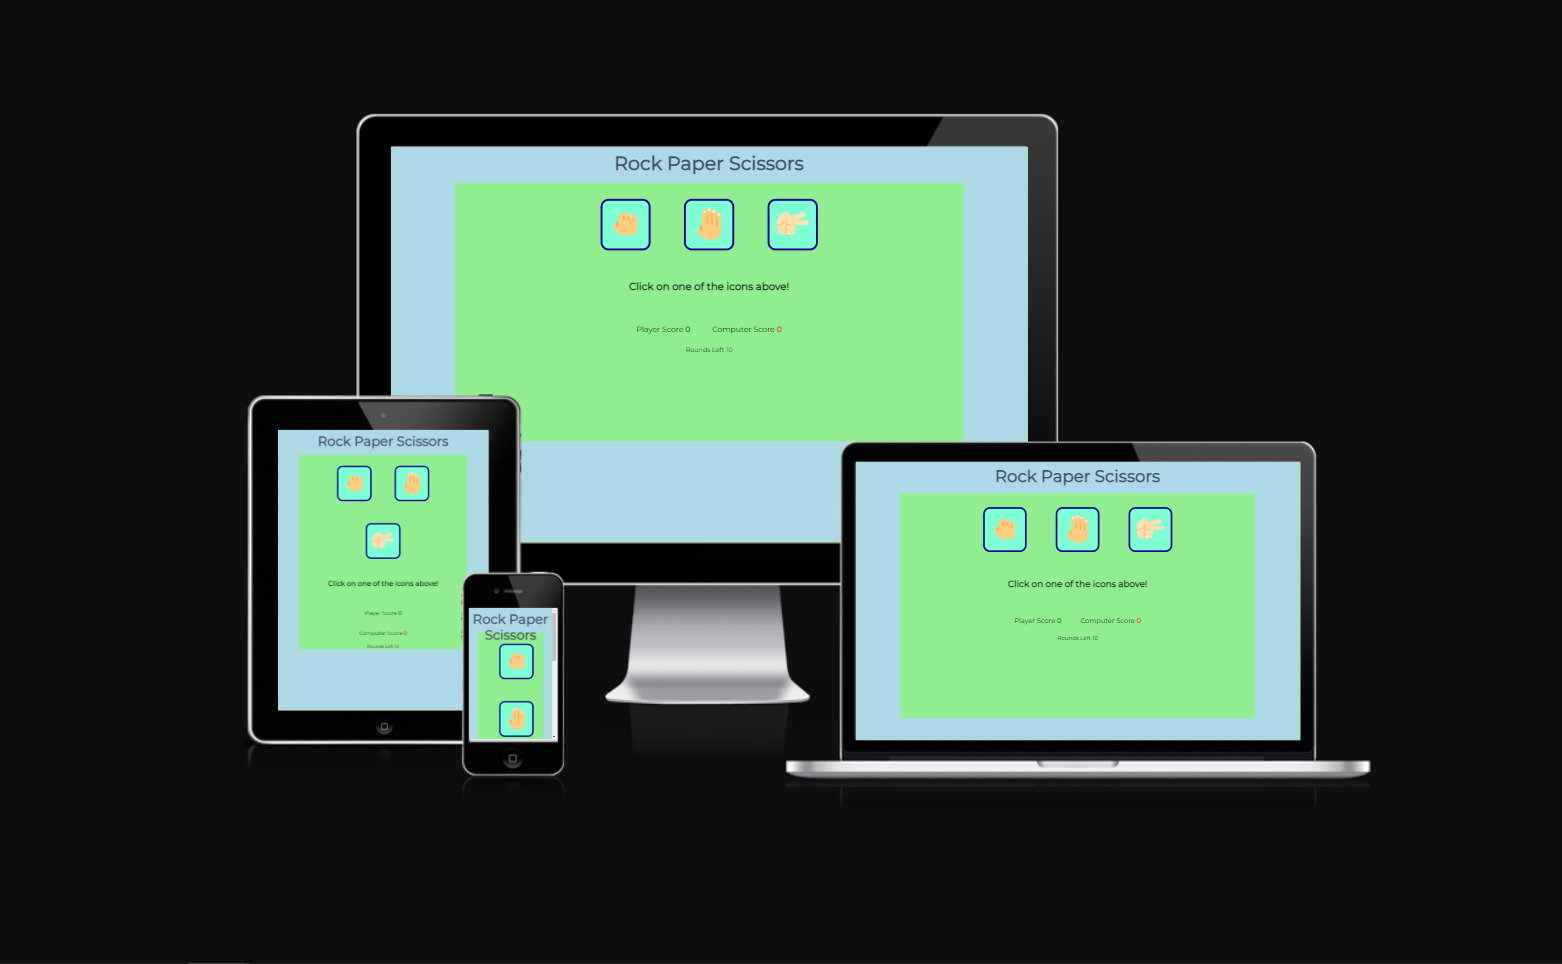 Rock Paper Scissors
Click on one of the icons above!
Player Score 0 Computer Score 0
Rounds Left 10
Rock Paper Scissors
Click on one of the icons above!
Player Score 0
Computer Score 0
Rounds Left 10
Rock Paper
Scissors
Rock Paper Scissors
Click on one of the icons above!
Player Score 0 Computer Score 0
Rounds Left 10